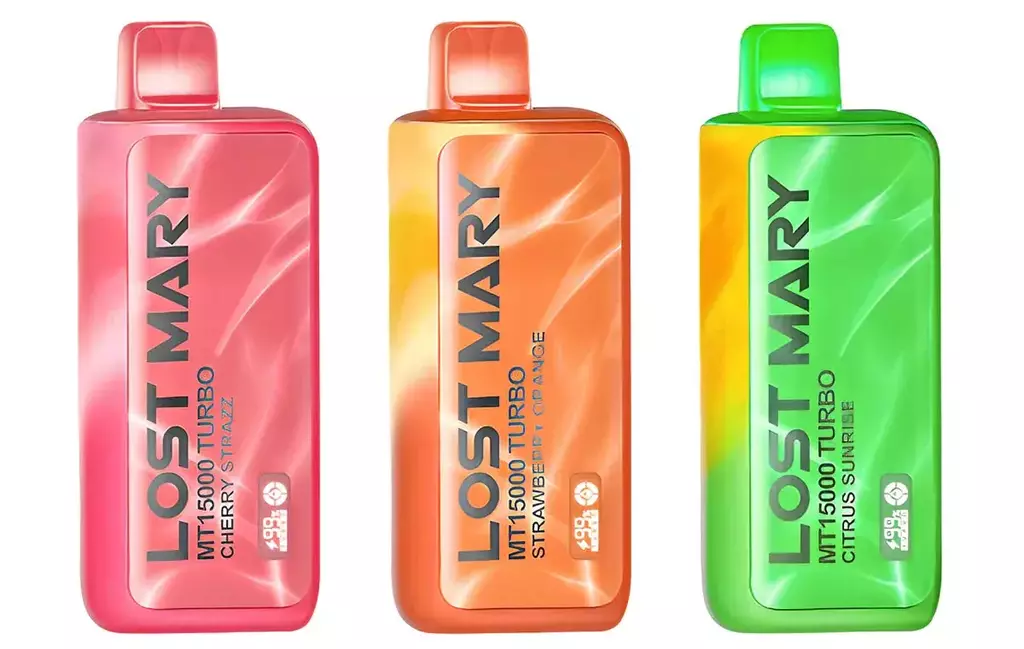 LOST MARY
MT15000 TURBO
CHERRY STRAZZ
LOST MARY
MT15000 TURBO
STRAWBERRY ORANGE
LOST MARY
MT15000 TURBO
CITRUS SUNRISE